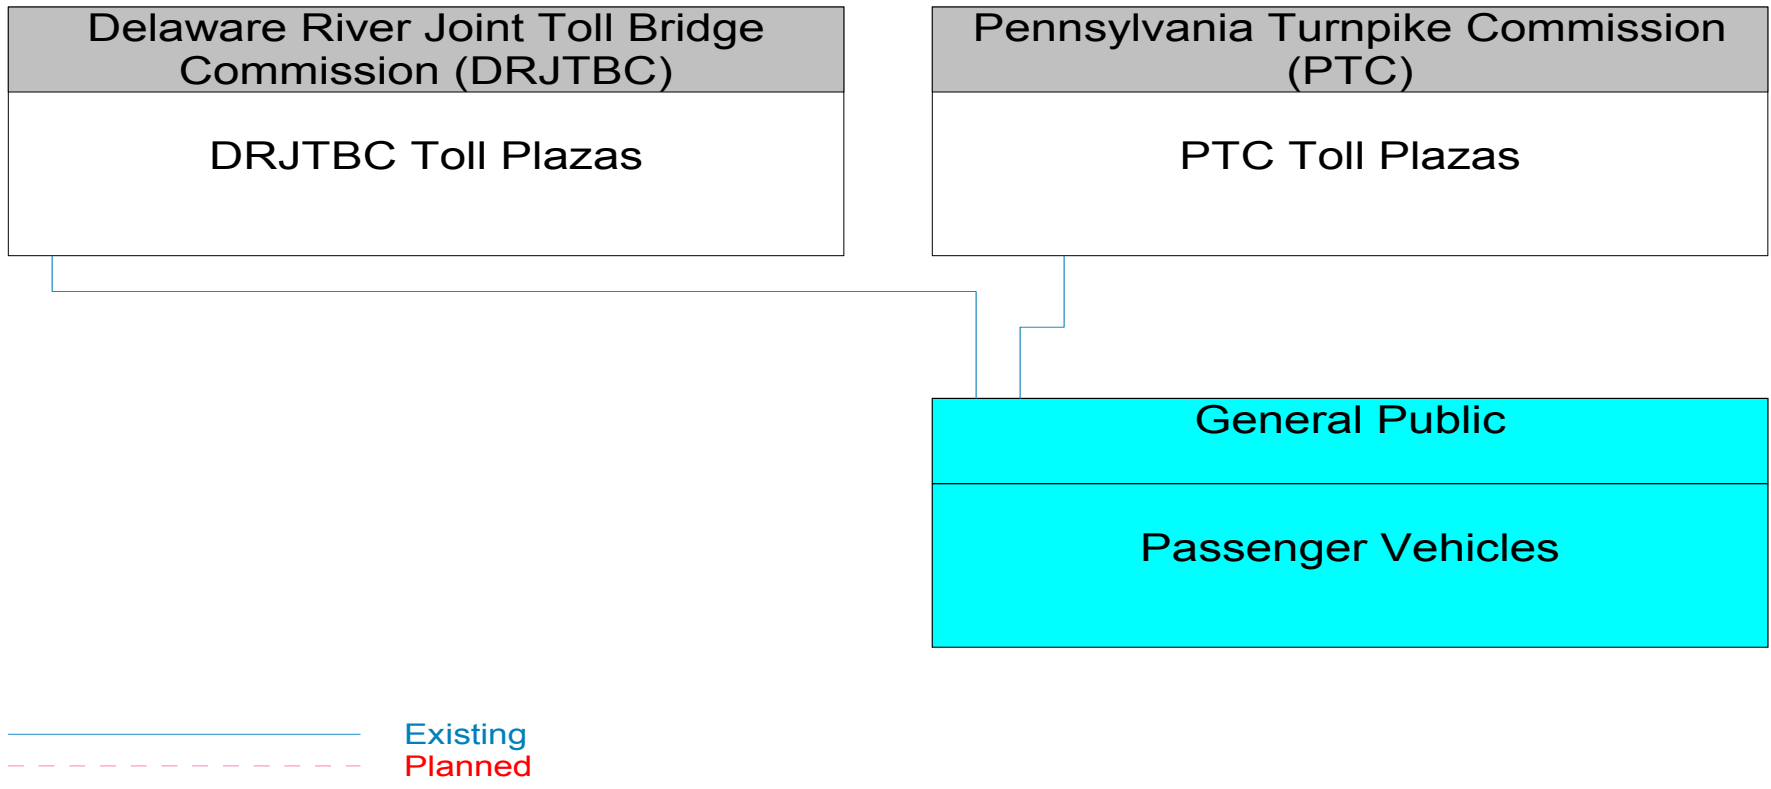 Delaware River Joint Toll Bridge
Commission (DRJTBC)
DRJTBC Toll Plazas
Pennsylvania Turnpike Commission
(PTC)
PTC Toll Plazas
General Public
Passenger Vehicles
Existing
Planned